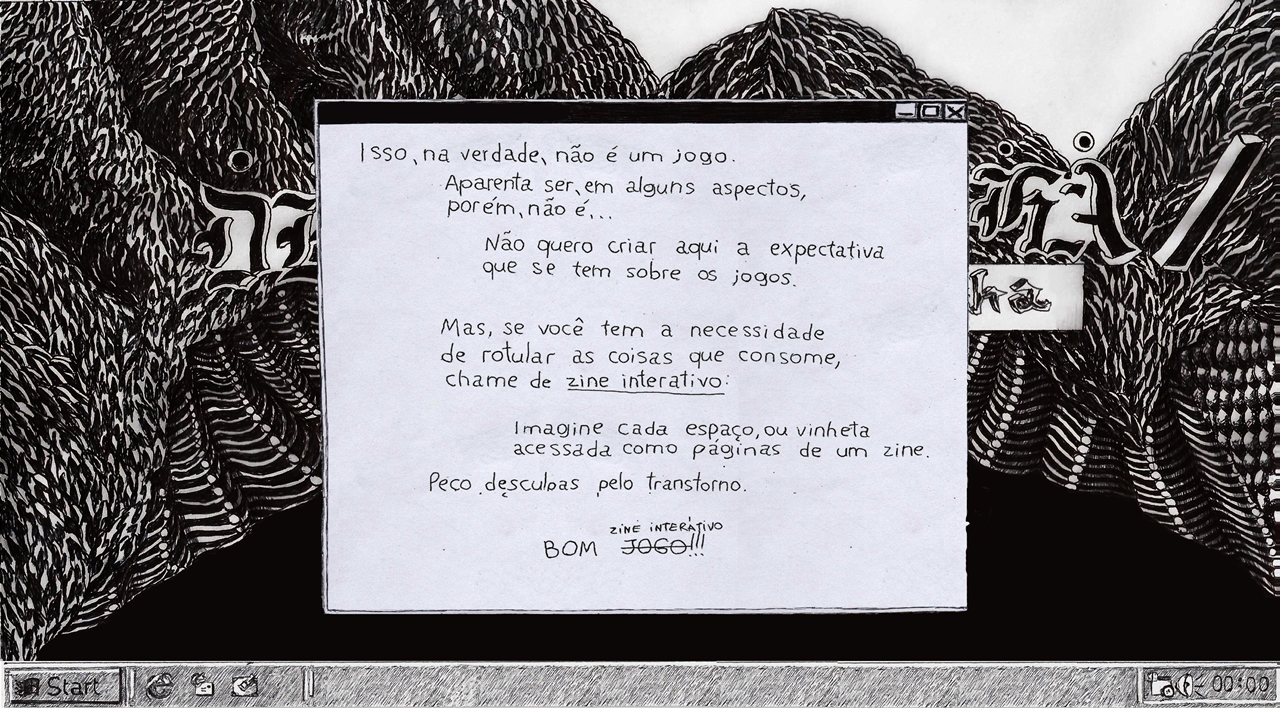 Isso, na verdade, não é um jogo.
Aparenta ser, em alguns aspectos,
porém, não é...
Não quero criar aqui a expectativa
que se tem sobre os jogos.
Mas, se você tem a necessidade
de rotular as coisas que consome,
chame de zine interativo:
Imagine cada espaço, ou vinheta
acessada como páginas de um zine.
Peço desculpas pelo transtorno.
ZINE INTERATIVO
BOM JOGO!!!
Start
00:00